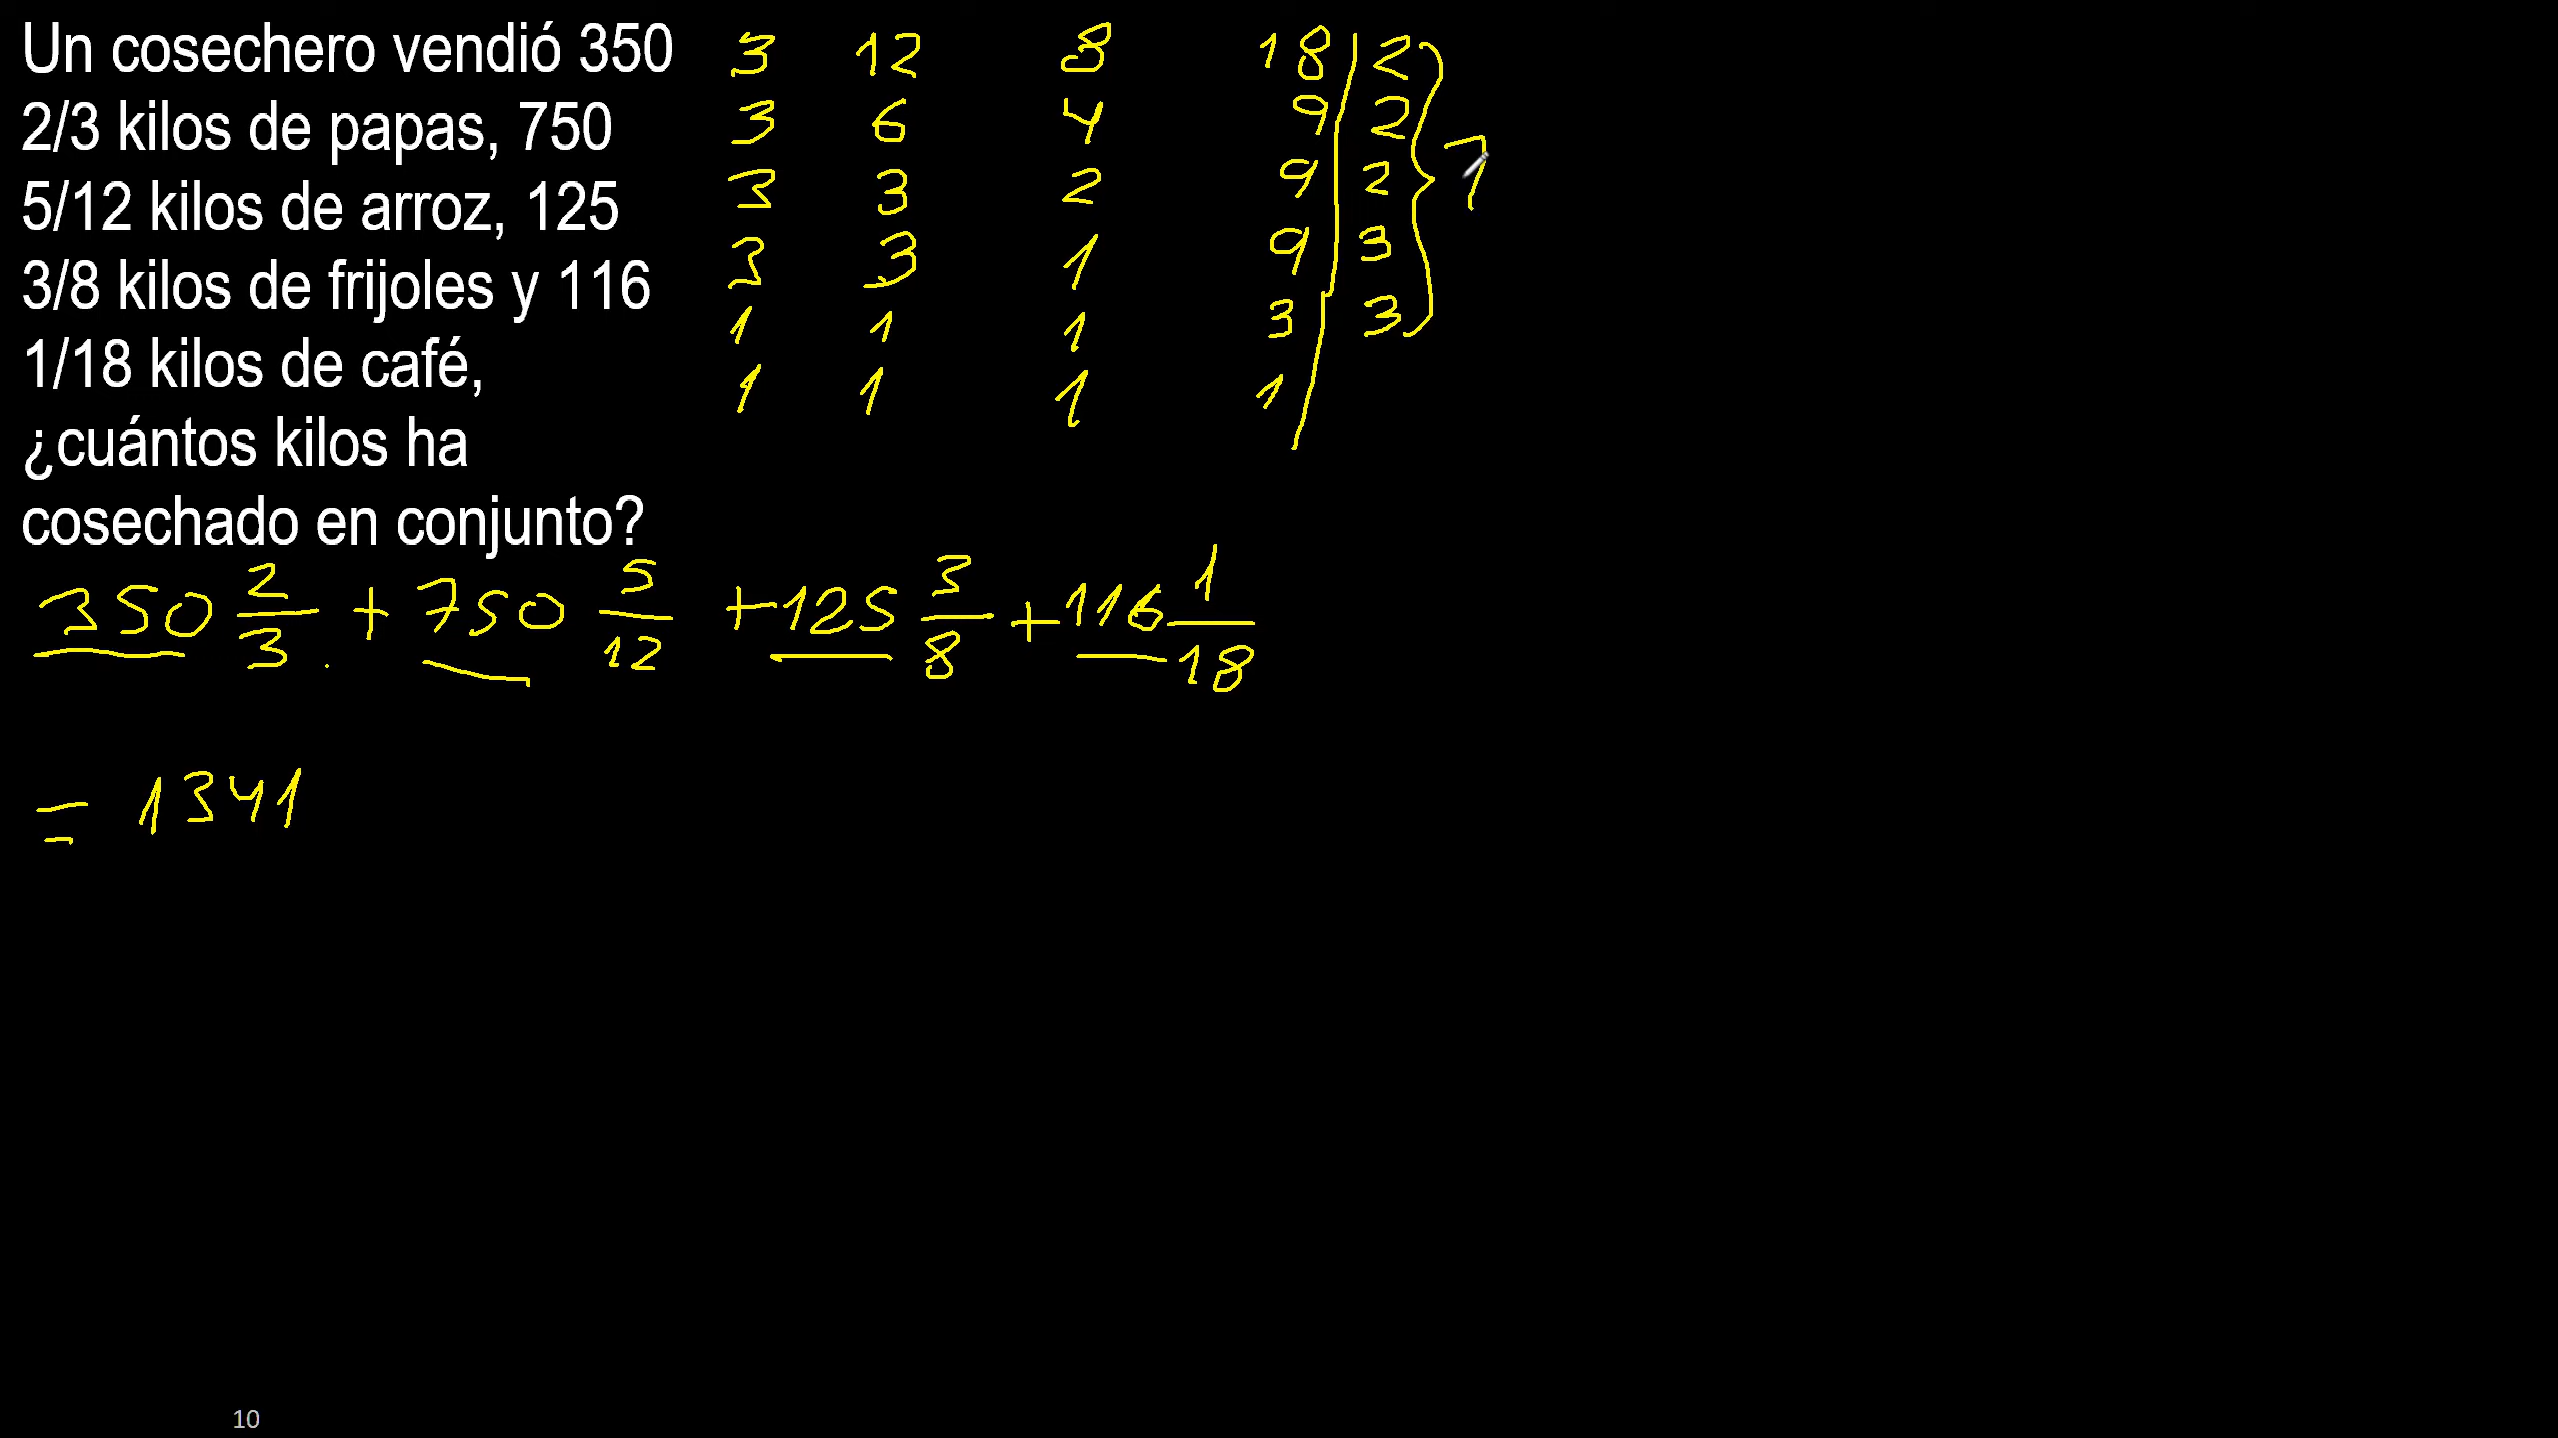 Un cosechero vendió 350
2/3 kilos de papas, 750
5/12 kilos de arroz, 125
3/8 kilos de frijoles y 116
1/18 kilos de café,
¿cuántos kilos ha
cosechado en conjunto?
3 12 8 18 | 2
3 6 4 9 | 2
3 3 2 9 | 2 } 7
3 3 1 9 | 3
1 1 1 3 | 3
1 1 1 1 |
350 2/3 + 750 5/12 + 125 3/8 + 116 1/18
= 1341
10